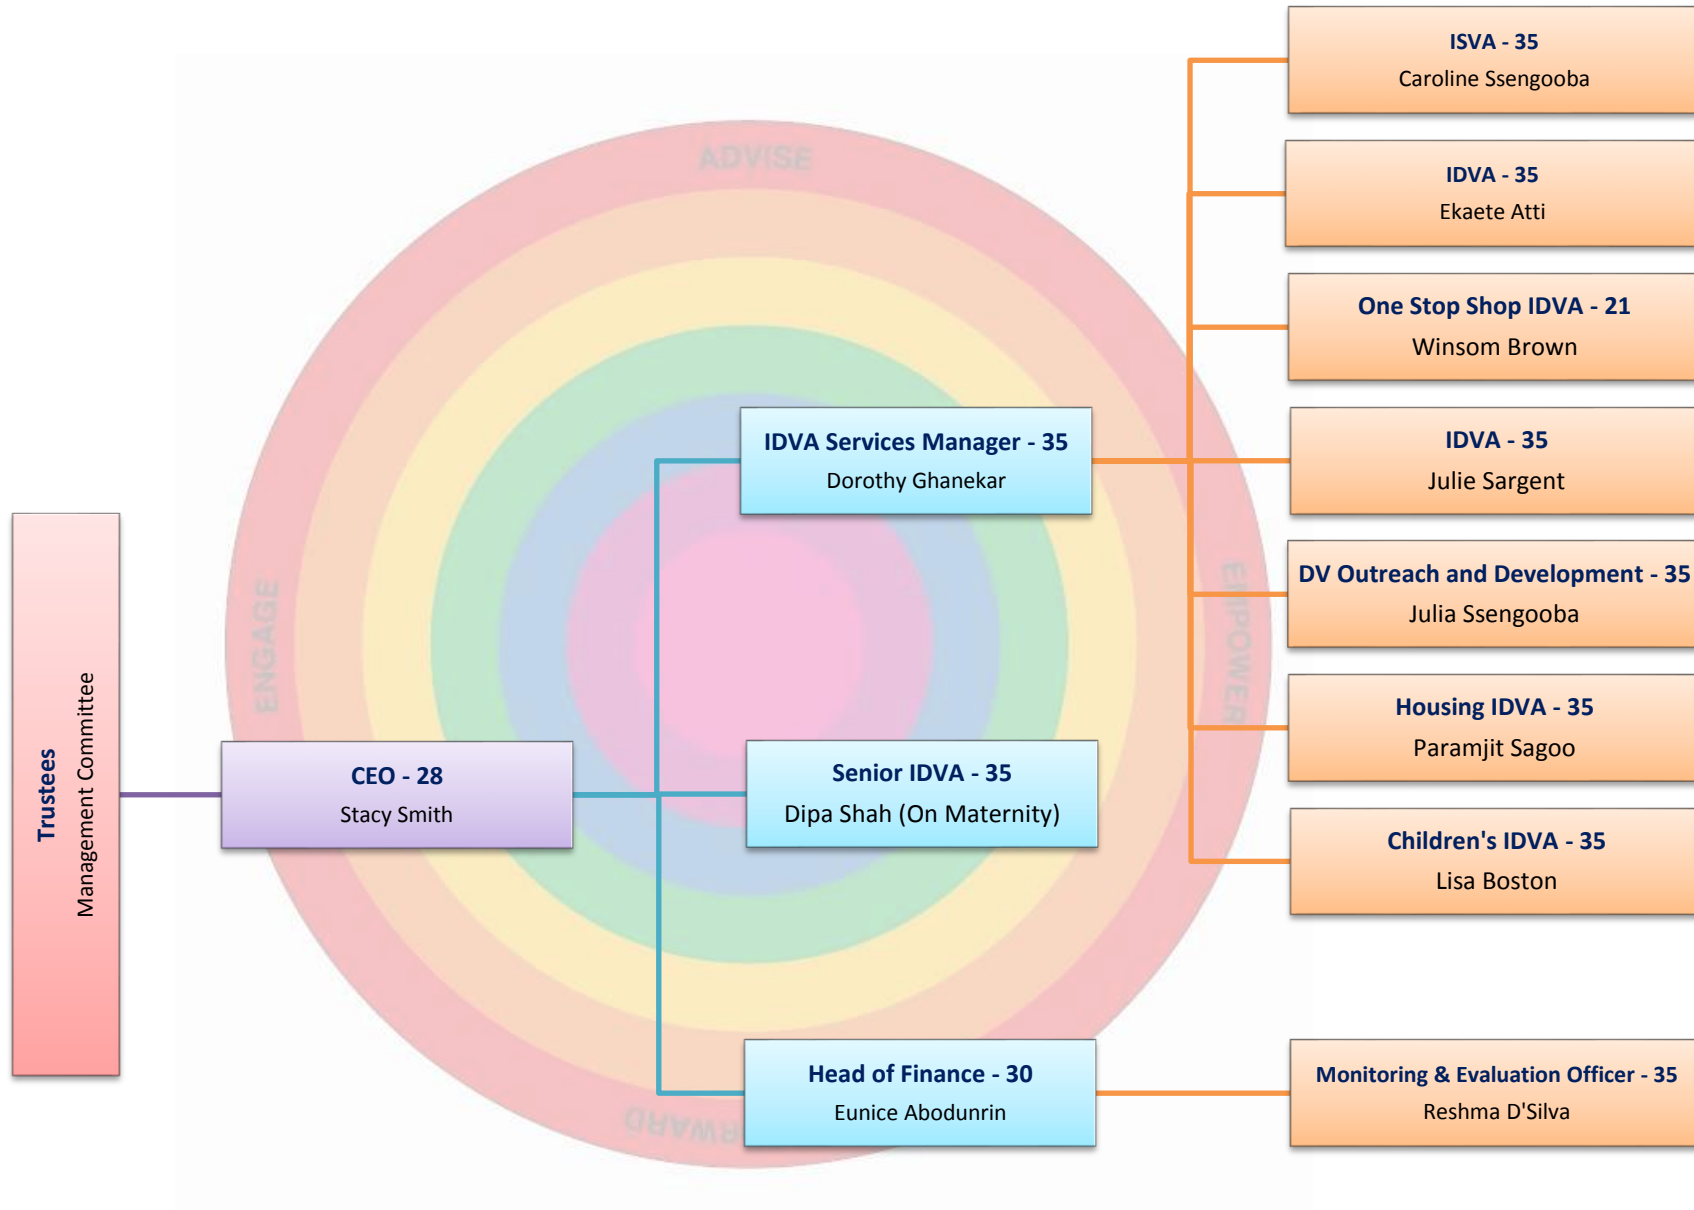 Trustees
Management Committee
CEO - 28
Stacy Smith
IDVA Services Manager - 35
Dorothy Ghanekar
Senior IDVA - 35
Dipa Shah (On Maternity)
Head of Finance - 30
Eunice Abodunrin
ISVA - 35
Caroline Ssengooba
IDVA - 35
Ekaete Atti
One Stop Shop IDVA - 21
Winsom Brown
IDVA - 35
Julie Sargent
DV Outreach and Development - 35
Julia Ssengooba
Housing IDVA - 35
Paramjit Sagoo
Children's IDVA - 35
Lisa Boston
Monitoring & Evaluation Officer - 35
Reshma D'Silva
ADVISE
ENGAGE
EMPOWER